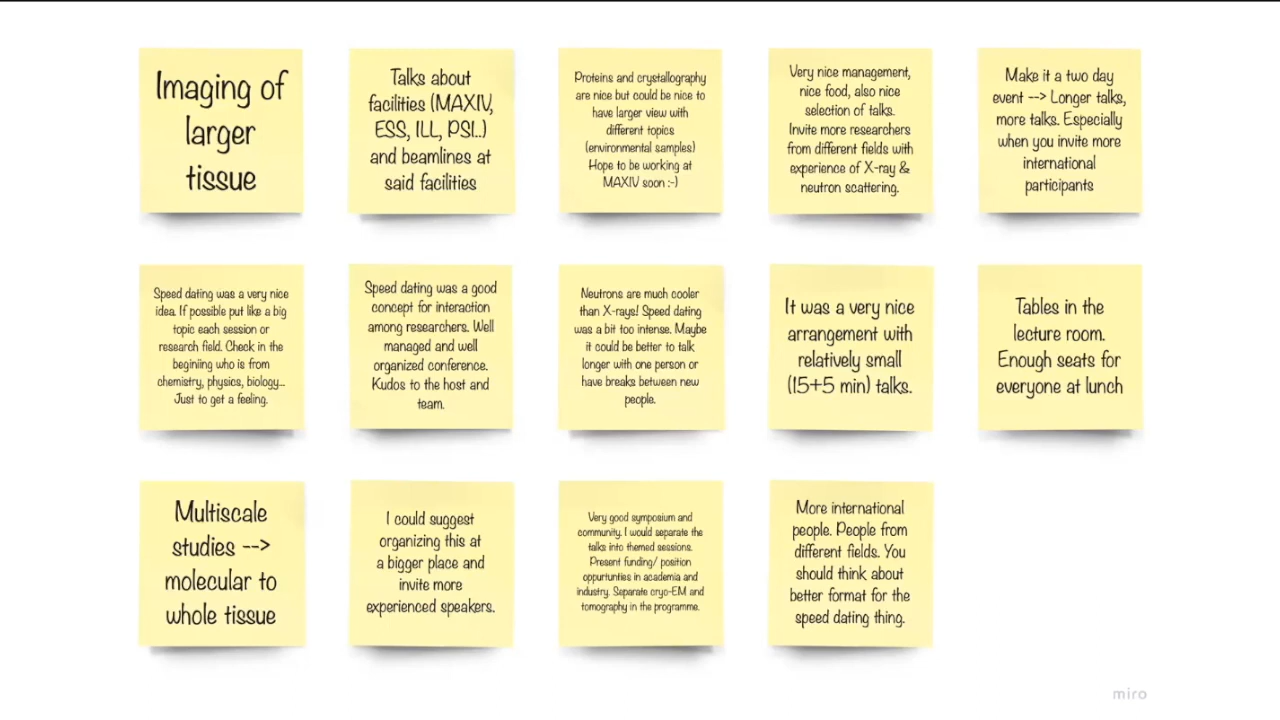 Imaging of
larger
tissue
Talks about
facilities (MAXIV,
ESS, ILL, PSI..)
and beamlines at
said facilities
Proteins and crystallography
are nice but could be nice to
have larger view with
different topics
(environmental samples)
Hope to be working at
MAXIV soon :-)
Very nice management,
nice food, also nice
selection of talks.
Invite more researchers
from different fields with
experience of X-ray &
neutron scattering.
Make it a two day
event --> Longer talks,
more talks. Especially
when you invite more
international
participants
Speed dating was a very nice
idea. If possible put like a big
topic each session or
research field. Check in the
beginiing who is from
chemistry, physics, biology...
Just to get a feeling.
Speed dating was a good
concept for interaction
among researchers. Well
managed and well
organized conference.
Kudos to the host and
team.
Neutrons are much cooler
than X-rays! Speed dating
was a bit too intense. Maybe
it could be better to talk
longer with one person or
have breaks between new
people.
It was a very nice
arrangement with
relatively small
(15+5 min) talks.
Tables in the
lecture room.
Enough seats for
everyone at lunch
Multiscale
studies -->
molecular to
whole tissue
I could suggest
organizing this at
a bigger place and
invite more
experienced speakers.
Very good symposium and
community. I would separate the
talks into themed sessions.
Present funding/ position
oppurtunties in academia and
industry. Separate cryo-EM and
tomography in the programme.
More international
people. People from
different fields. You
should think about
better format for the
speed dating thing.
miro